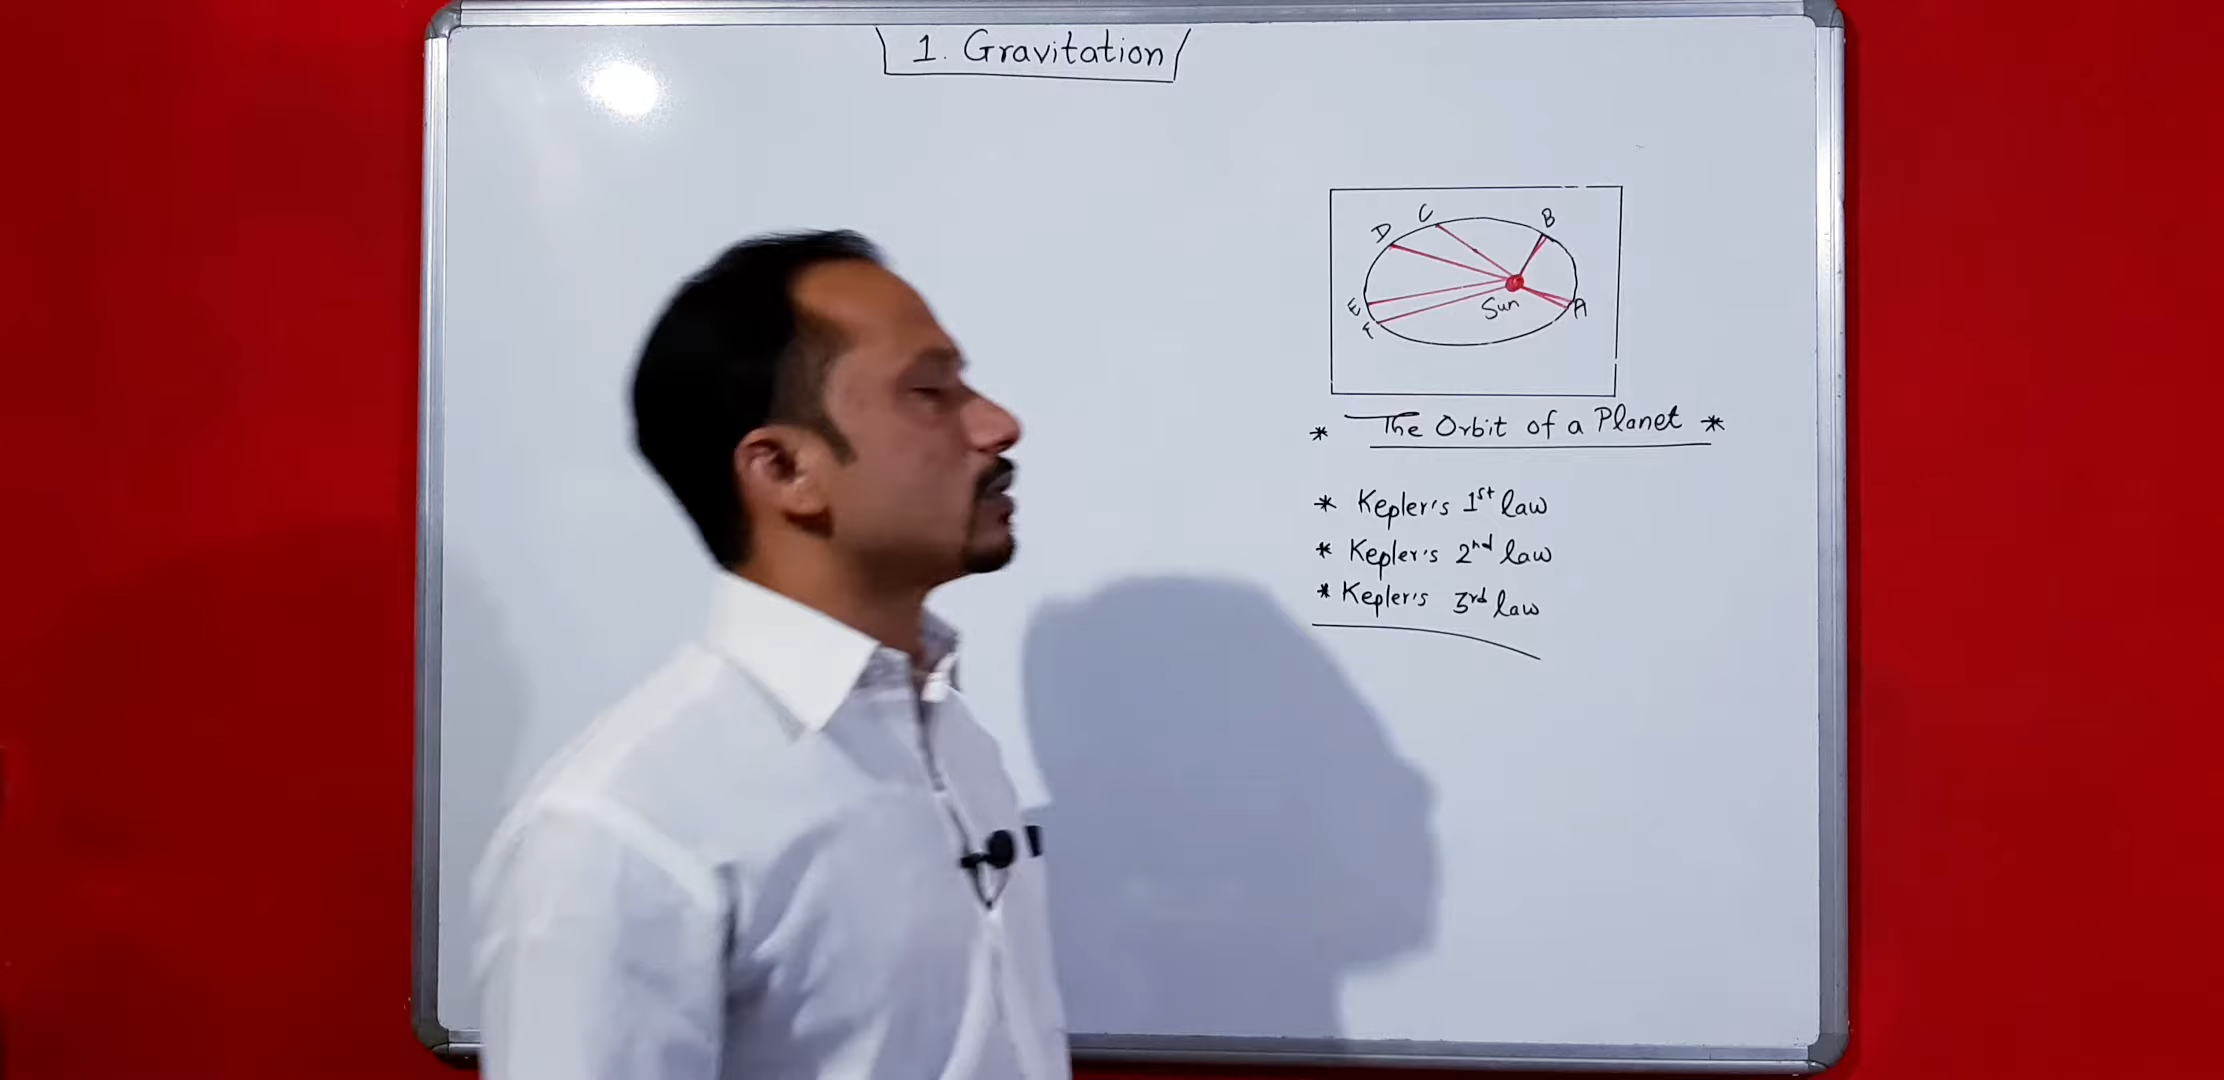 1. Gravitation
C
B
D
E
F
Sun
A
* The Orbit of a Planet *
* Kepler's 1st law
* Kepler's 2nd law
* Kepler's 3rd law